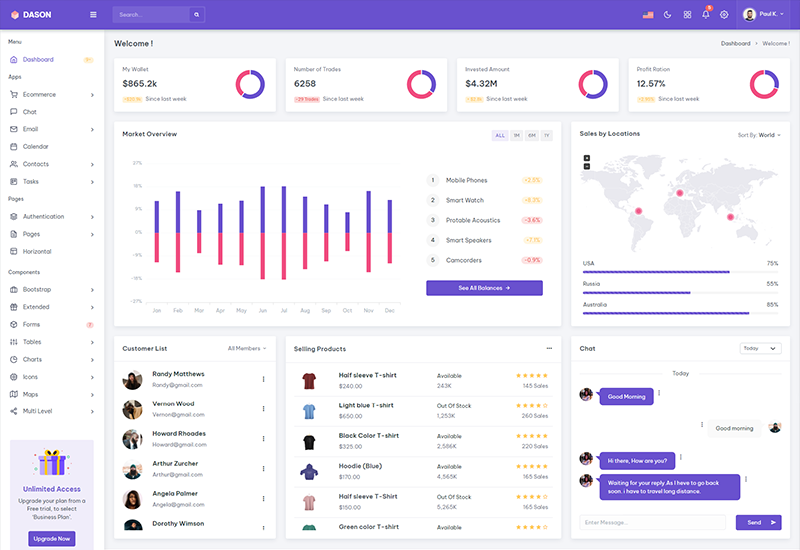 DASON
Search...
Paul K.
Menu
Dashboard
Apps
Ecommerce
Chat
Email
Calendar
Contacts
Tasks
Pages
Authentication
Pages
Horizontal
Components
Bootstrap
Extended
Forms
Tables
Charts
Icons
Maps
Multi Level
Unlimited Access
Upgrade your plan from a
Free trial, to select
'Business Plan'.
Upgrade Now
Welcome !
Dashboard > Welcome !
My Wallet
$865.2k
Since last week
Number of Trades
6258
-29 Trades Since last week
Invested Amount
$4.32M
Since last week
Profit Ration
12.57%
Since last week
Market Overview
ALL 1M 6M 1Y
27%
18%
9%
0%
-9%
-18%
-27%
Jan Feb Mar Apr May Jun Jul Aug Sep Oct Nov Dec
1 Mobile Phones
2 Smart Watch
3 Protable Acoustics -3.6%
4 Smart Speakers
5 Camcorders -0.9%
See All Balances
Sales by Locations
Sort By: World
+
-
USA 75%
Russia 55%
Australia 85%
Customer List
All Members
Randy Matthews
Randy@gmail.com
Vernon Wood
Vernon@gmail.com
Howard Rhoades
Howard@gmail.com
Arthur Zurcher
Arthur@gmail.com
Angela Palmer
Angela@gmail.com
Dorothy Wimson
Selling Products
Half sleeve T-shirt Available
$240.00 243K 145 Sales
Light blue T-shirt Out Of Stock
$650.00 1,253K 260 Sales
Black Color T-shirt Available
$325.00 2,586K 220 Sales
Hoodie (Blue) Available
$170.00 4,565K 165 Sales
Half sleeve T-Shirt Out Of Stock
$150.00 5,265K 165 Sales
Green color T-shirt Available
Chat
Today
Today
Good Morning
Good morning
Hi there, How are you?
Waiting for your reply. As I have to go back
soon. i have to travel long distance.
Enter Message...
Send